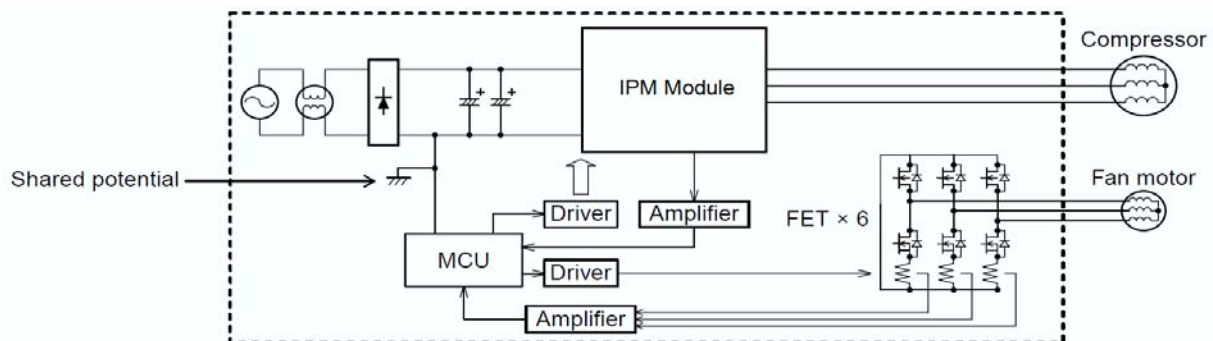 Compressor
IPM Module
Shared potential
Fan motor
Driver
Amplifier
FET × 6
MCU
Driver
Amplifier
+
+